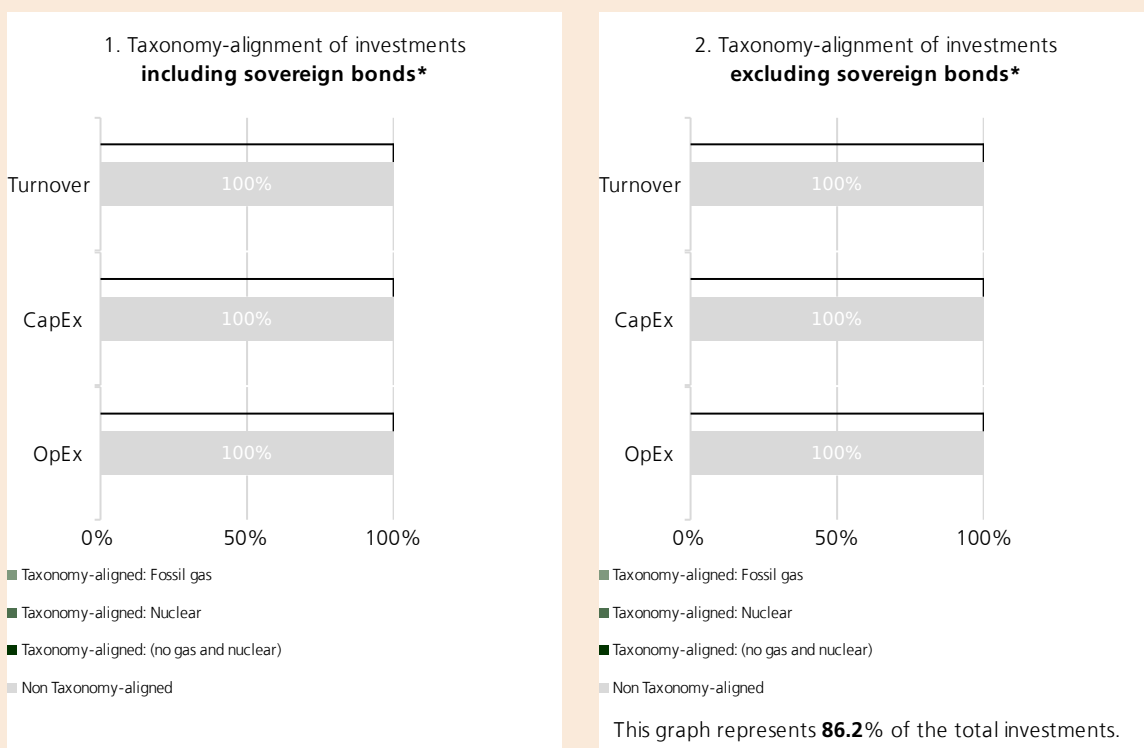 1. Taxonomy-alignment of investments
including sovereign bonds*
Turnover
100%
CapEx
100%
OpEx
100%
0% 50% 100%
Taxonomy-aligned: Fossil gas
Taxonomy-aligned: Nuclear
Taxonomy-aligned: (no gas and nuclear)
Non Taxonomy-aligned
2. Taxonomy-alignment of investments
excluding sovereign bonds*
Turnover
100%
CapEx
100%
OpEx
100%
0% 50% 100%
Taxonomy-aligned: Fossil gas
Taxonomy-aligned: Nuclear
Taxonomy-aligned: (no gas and nuclear)
Non Taxonomy-aligned
This graph represents 86.2% of the total investments.